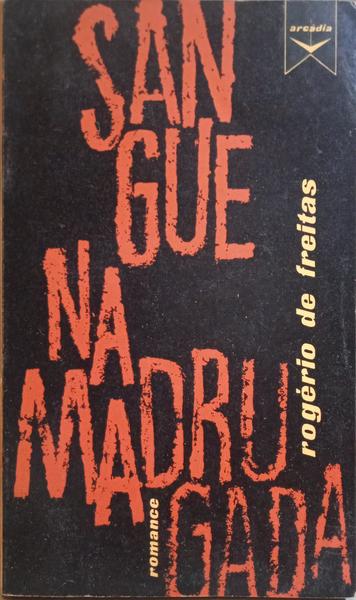 arcádia
SAN
GUE
NA
MADRU
GADA
rogério de freitas
romance